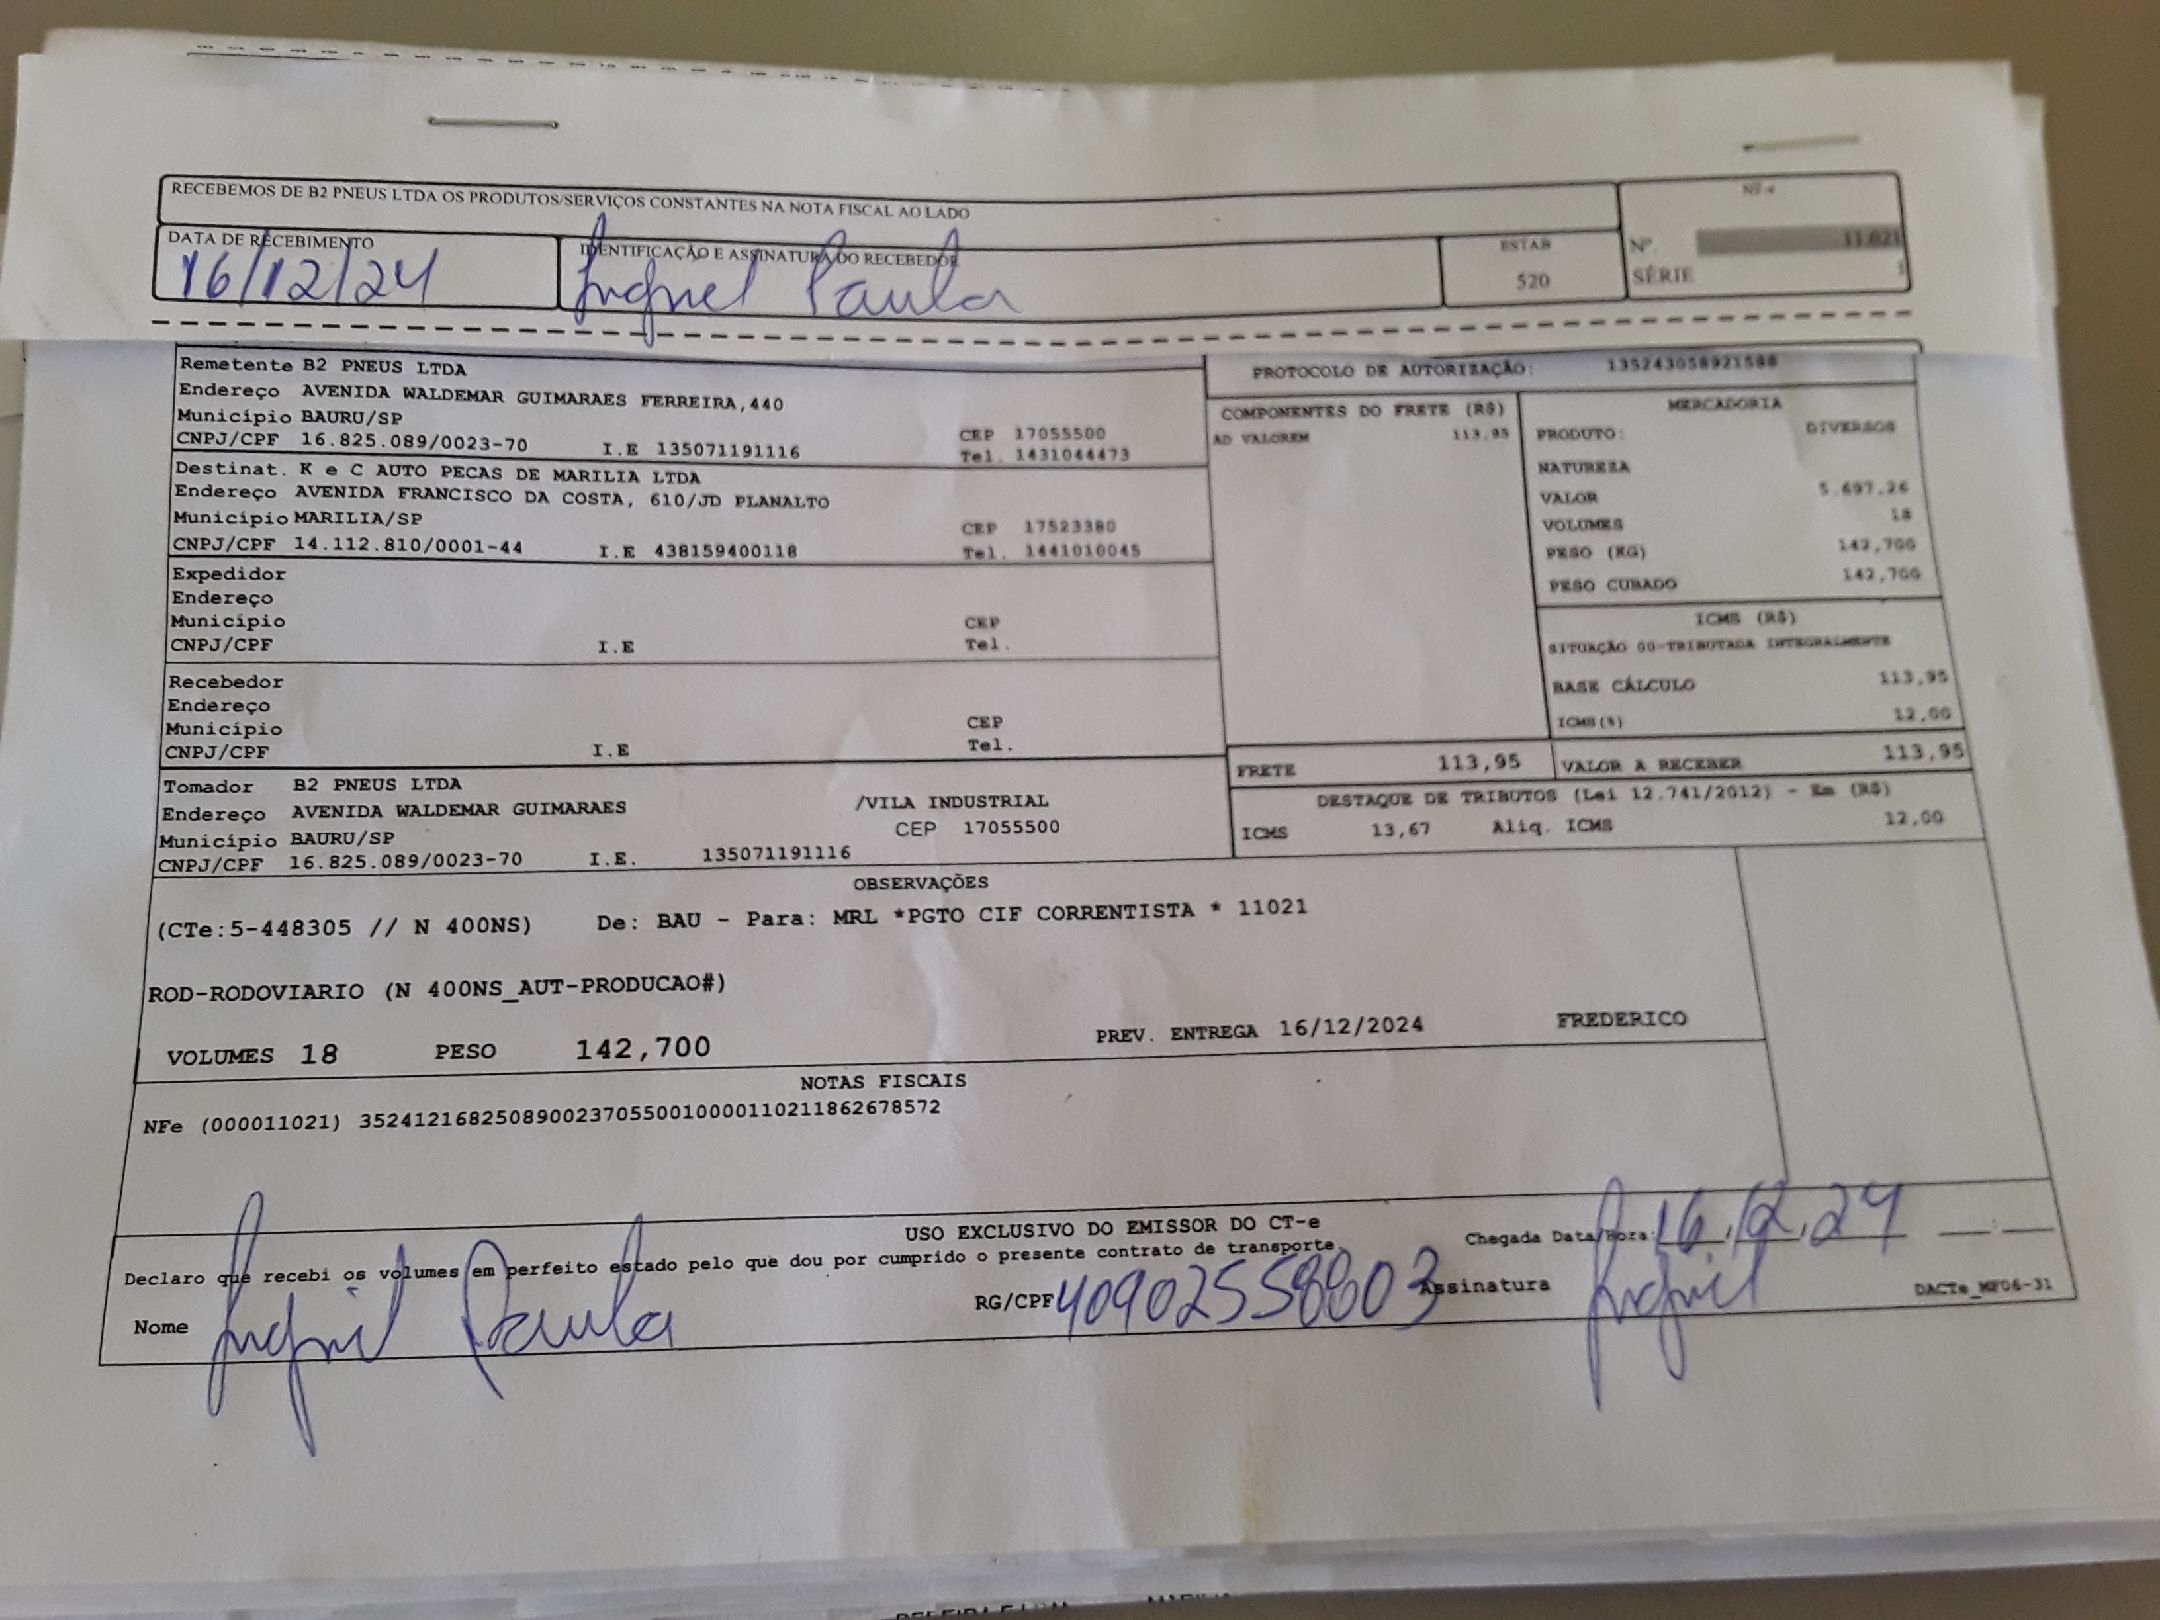 RECEBEMOS DE B2 PNEUS LTDA OS PRODUTOS/SERVIÇOS CONSTANTES NA NOTA FISCAL AO LADO
NF-e
DATA DE RECEBIMENTO
16/12/24
IDENTIFICAÇÃO E ASSINATURA DO RECEBEDOR
Paula
ESTAB
520
Nº. 11.021
SÉRIE 1
Remetente B2 PNEUS LTDA
Endereço AVENIDA WALDEMAR GUIMARAES FERREIRA,440
Município BAURU/SP
CEP 17055500
CNPJ/CPF 16.825.089/0023-70 I.E 135071191116 Tel. 1431044473
Destinat. K e C AUTO PECAS DE MARILIA LTDA
Endereço AVENIDA FRANCISCO DA COSTA, 610/JD PLANALTO
Município MARILIA/SP CEP 17523380
CNPJ/CPF 14.112.810/0001-44 I.E 438159400118 Tel. 1441010045
Expedidor
Endereço
Município CEP
CNPJ/CPF I.E Tel.
Recebedor
Endereço
Município CEP
CNPJ/CPF I.E Tel.
Tomador B2 PNEUS LTDA
Endereço AVENIDA WALDEMAR GUIMARAES /VILA INDUSTRIAL
Município BAURU/SP CEP 17055500
CNPJ/CPF 16.825.089/0023-70 I.E. 135071191116
PROTOCOLO DE AUTORIZAÇÃO: 135243058921588
COMPONENTES DO FRETE (R$)
AD VALOREM 113,95
MERCADORIA
PRODUTO: DIVERSOS
NATUREZA
VALOR 5.697,26
VOLUMES 18
PESO (KG) 142,700
PESO CUBADO 142,700
ICMS (R$)
SITUAÇÃO 00-TRIBUTADA INTEGRALMENTE
BASE CÁLCULO 113,95
ICMS(%) 12,00
FRETE 113,95 VALOR A RECEBER 113,95
DESTAQUE DE TRIBUTOS (Lei 12.741/2012) - Em (R$)
ICMS 13,67 Aliq. ICMS 12,00
OBSERVAÇÕES
(CTe:5-448305 // N 400NS) De: BAU - Para: MRL *PGTO CIF CORRENTISTA * 11021
ROD-RODOVIARIO (N 400NS_AUT-PRODUCAO#)
VOLUMES 18 PESO 142,700 PREV. ENTREGA 16/12/2024 FREDERICO
NOTAS FISCAIS
NFe (000011021) 35241216825089002370550010000110211862678572
USO EXCLUSIVO DO EMISSOR DO CT-e
Chegada Data/Hora: 16,12,24 :
Declaro que recebi os volumes em perfeito estado pelo que dou por cumprido o presente contrato de transporte.
Nome Paula RG/CPF 40902558803 Assinatura
DACTe_MF06-31